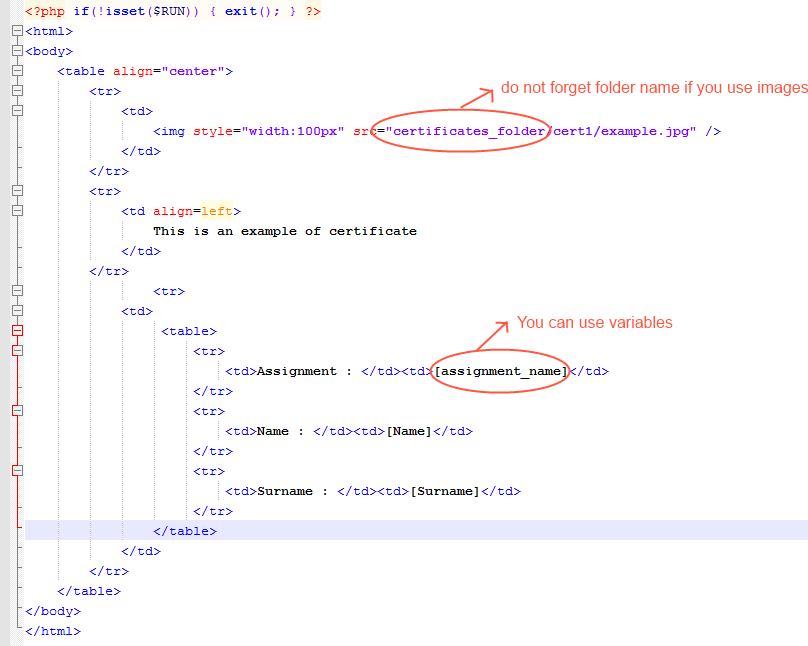 <?php if(!isset($RUN)) { exit(); } ?>
<html>
<body>
<table align="center">
<tr>
do not forget folder name if you use images
<td>
<img style="width:100px" src="certificates_folder/cert1/example.jpg" />
</td>
</tr>
<tr>
<td align=left>
This is an example of certificate
</td>
</tr>
<tr>
<td>
You can use variables
<table>
<tr>
<td>Assignment : </td><td>[assignment_name]</td>
</tr>
<tr>
<td>Name : </td><td>[Name]</td>
</tr>
<tr>
<td>Surname : </td><td>[Surname]</td>
</tr>
</table>
</td>
</tr>
</table>
</body>
</html>